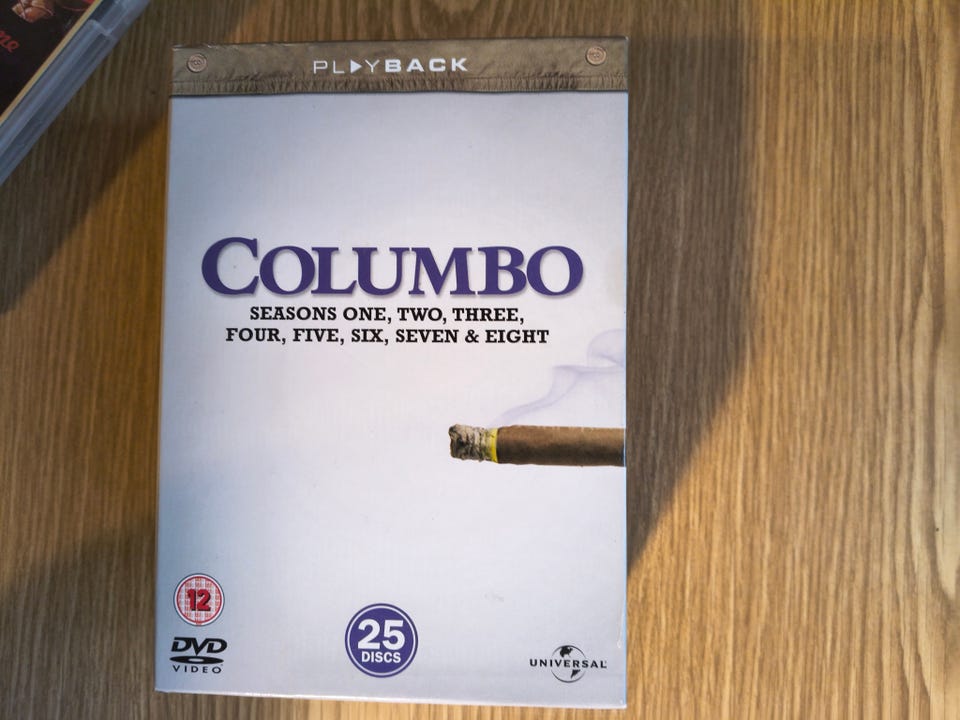 PLAYBACK
COLUMBO
SEASONS ONE, TWO, THREE,
FOUR, FIVE, SIX, SEVEN & EIGHT
12
DVD
VIDEO
25
DISCS
UNIVERSAL